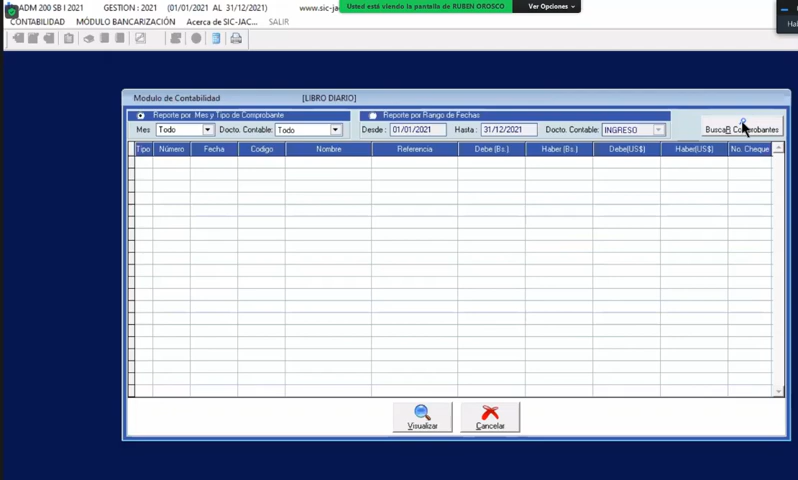 ADM 200 SB I 2021 GESTION : 2021 (01/01/2021 AL 31/12/2021) www.sic-ja
Usted está viendo la pantalla de RUBEN OROSCO Ver Opciones
CONTABILIDAD MÓDULO BANCARIZACIÓN Acerca de SIC-JAC... SALIR
Modulo de Contabilidad [LIBRO DIARIO]
Reporte por Mes y Tipo de Comprobante Reporte por Rango de Fechas
Mes Todo Docto. Contable: Todo Desde : 01/01/2021 Hasta : 31/12/2021 Docto. Contable: INGRESO BuscaR Comprobantes
Tipo Número Fecha Codigo Nombre Referencia Debe (Bs.) Haber (Bs.) Debe(US$) Haber(US$) No. Cheque
Visualizar Cancelar